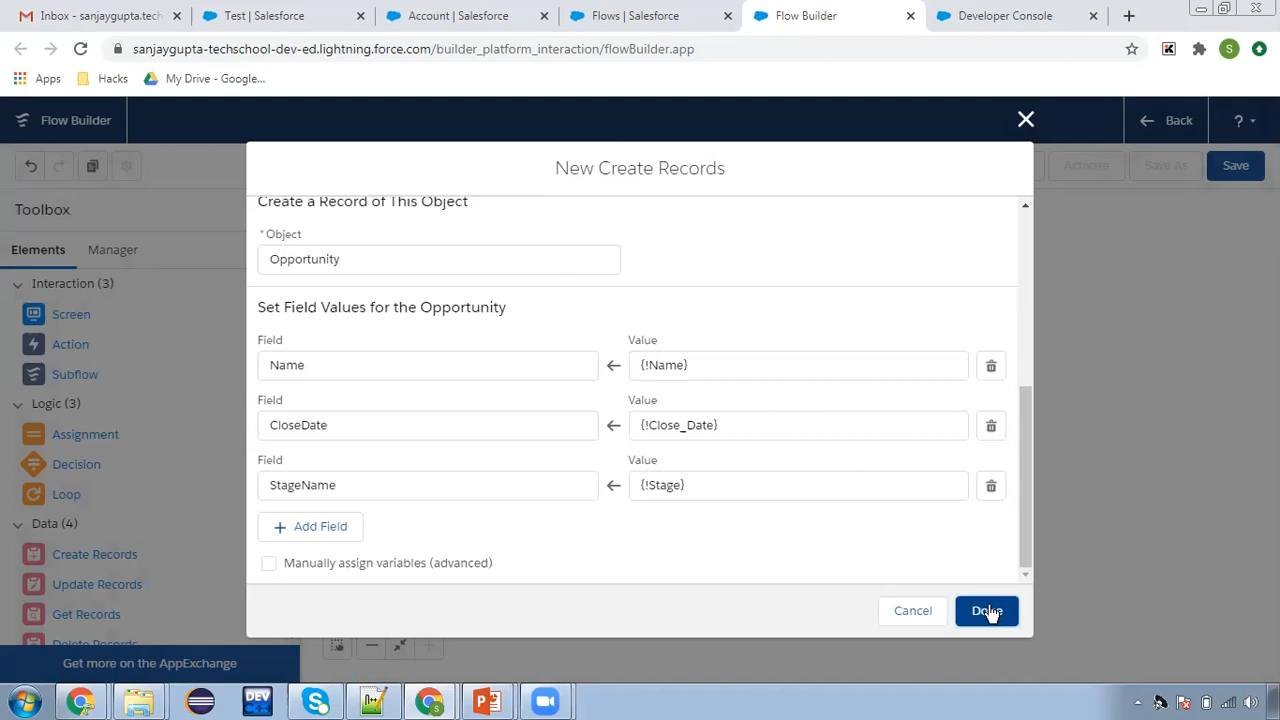 Inbox - sanjaygupta.tech
Test | Salesforce
Account | Salesforce
Flows | Salesforce
Flow Builder
Developer Console
sanjaygupta-techschool-dev-ed.lightning.force.com/builder_platform_interaction/flowBuilder.app
S
Apps
Hacks
My Drive - Google...
Flow Builder
Back
?
New Create Records
Activate
Save As
Save
Toolbox
Elements
Manager
Interaction (3)
Screen
Action
Subflow
Logic (3)
Assignment
Decision
Loop
Data (4)
Create Records
Update Records
Get Records
Delete Records
Get more on the AppExchange
Create a Record of This Object
*Object
Opportunity
Set Field Values for the Opportunity
Field
Value
Name
{!Name}
Field
Value
CloseDate
{!Close_Date}
Field
Value
StageName
{!Stage}
Add Field
Manually assign variables (advanced)
Cancel
Done
DEV